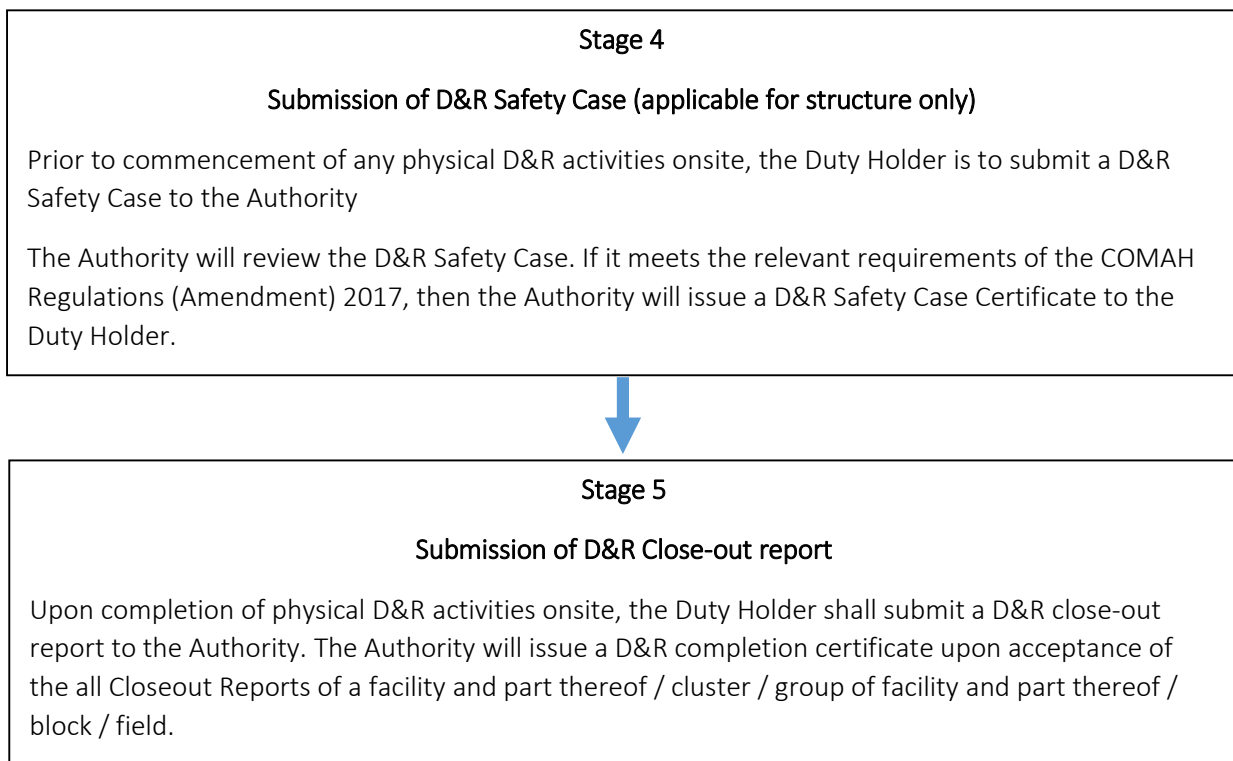 Stage 4
Submission of D&R Safety Case (applicable for structure only)
Prior to commencement of any physical D&R activities onsite, the Duty Holder is to submit a D&R
Safety Case to the Authority
The Authority will review the D&R Safety Case. If it meets the relevant requirements of the COMAH
Regulations (Amendment) 2017, then the Authority will issue a D&R Safety Case Certificate to the
Duty Holder.
Stage 5
Submission of D&R Close-out report
Upon completion of physical D&R activities onsite, the Duty Holder shall submit a D&R close-out
report to the Authority. The Authority will issue a D&R completion certificate upon acceptance of
the all Closeout Reports of a facility and part thereof / cluster / group of facility and part thereof /
block / field.